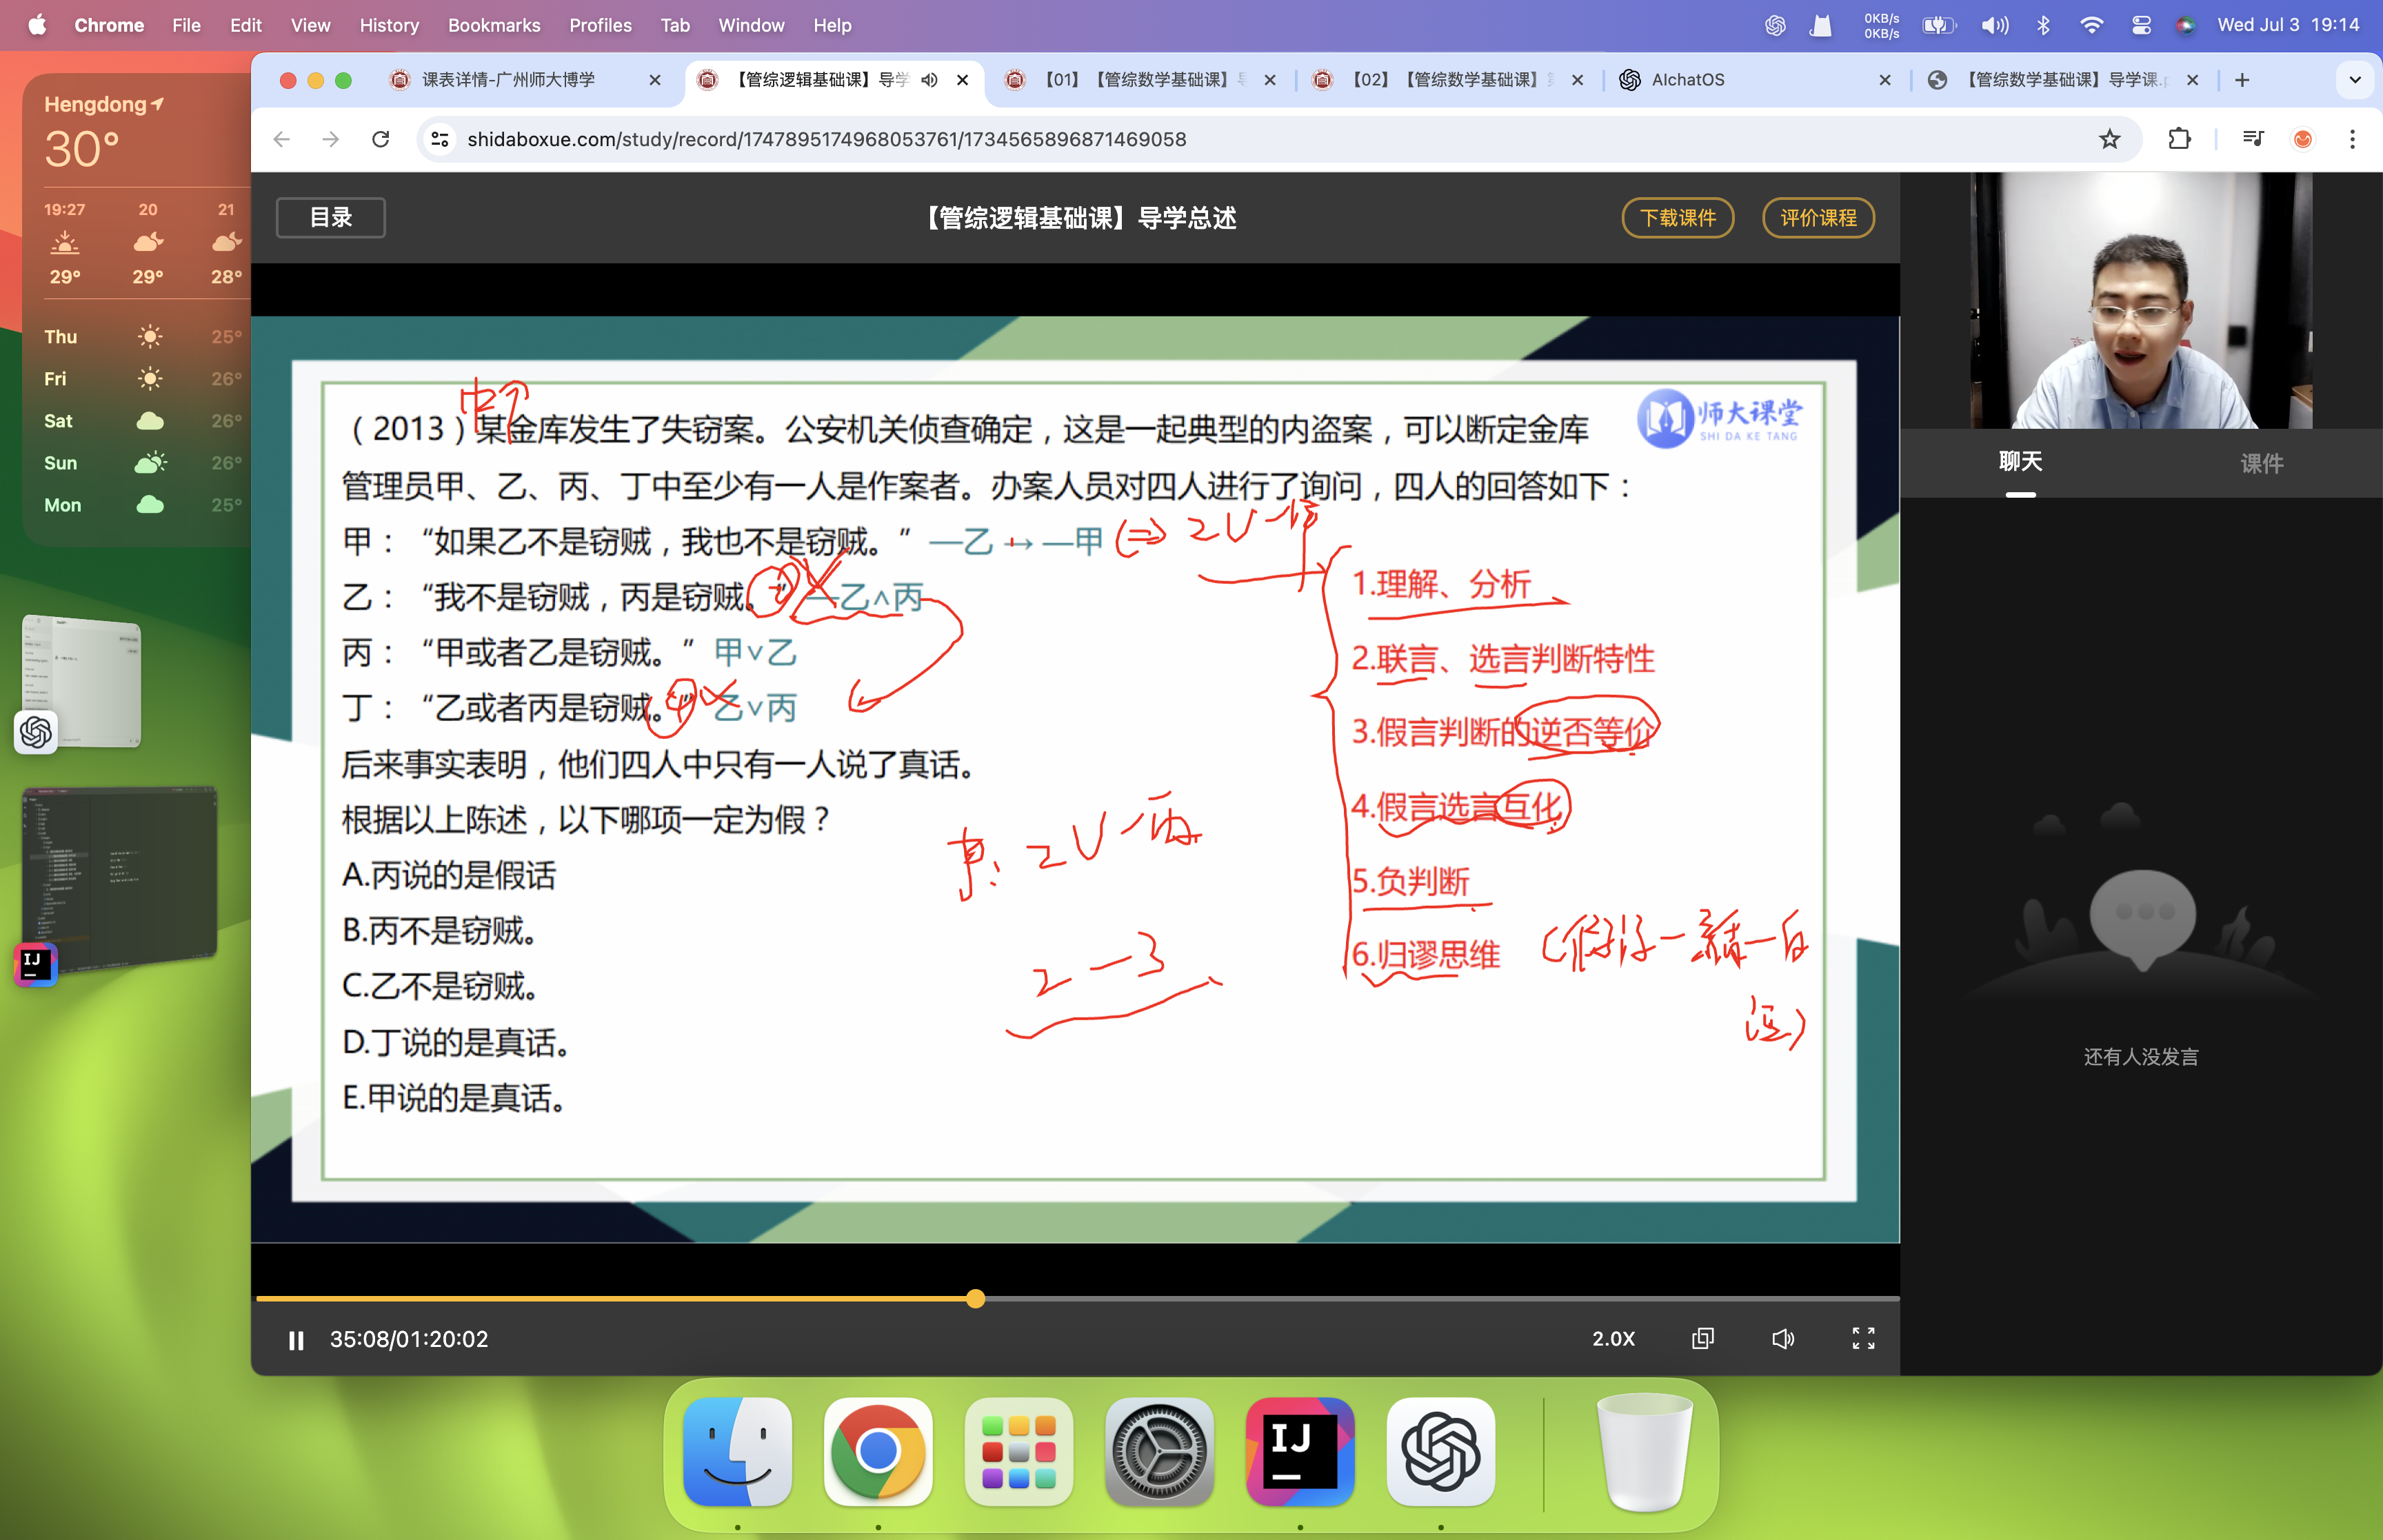 Chrome File Edit View History Bookmarks Profiles Tab Window Help
0KB/s
0KB/s
Wed Jul 3 19:14
Hengdong
30°
19:27 20 21
29° 29° 28°
Thu 25°
Fri 26°
Sat 26°
Sun 26°
Mon 25°
课表详情-广州师大博学
【管综逻辑基础课】导学
【01】【管综数学基础课】导
【02】【管综数学基础课】
AIchatOS
【管综数学基础课】导学课.p
shidaboxue.com/study/record/1747895174968053761/1734565896871469058
目录
【管综逻辑基础课】导学总述
下载课件
评价课程
师大课堂
SHI DA KE TANG
（2013）某金库发生了失窃案。公安机关侦查确定，这是一起典型的内盗案，可以断定金库
管理员甲、乙、丙、丁中至少有一人是作案者。办案人员对四人进行了询问，四人的回答如下：
甲：“如果乙不是窃贼，我也不是窃贼。” —乙→—甲
乙：“我不是窃贼，丙是窃贼。” —乙∧丙
丙：“甲或者乙是窃贼。” 甲∨乙
丁：“乙或者丙是窃贼。” 乙∨丙
后来事实表明，他们四人中只有一人说了真话。
根据以上陈述，以下哪项一定为假？
A.丙说的是假话
B.丙不是窃贼。
C.乙不是窃贼。
D.丁说的是真话。
E.甲说的是真话。
1.理解、分析
2.联言、选言判断特性
3.假言判断的逆否等价
4.假言选言互化
5.负判断
6.归谬思维
2—3
聊天
课件
还有人没发言
35:08/01:20:02
2.0X
IJ
IJ